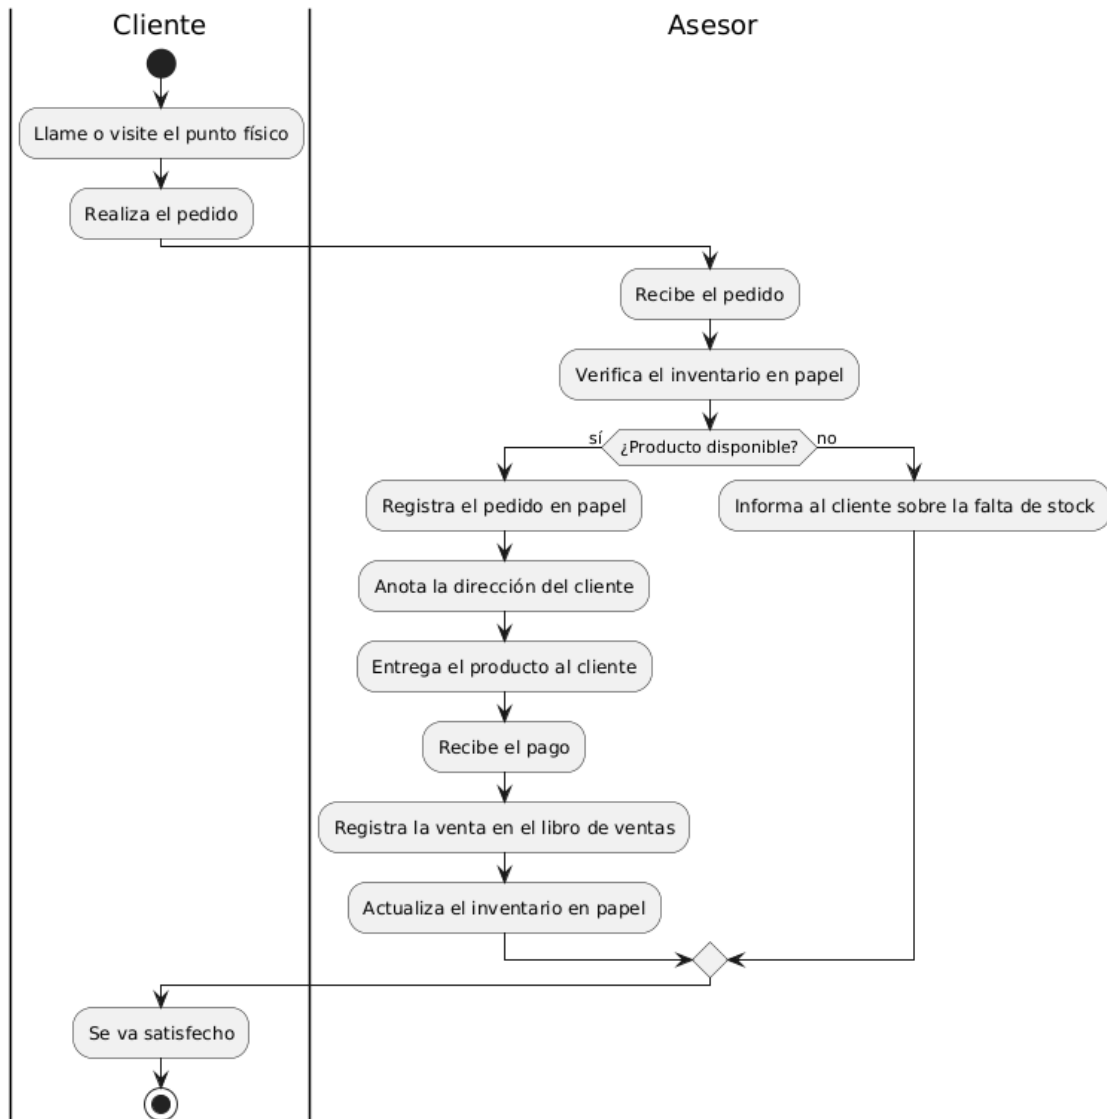 Cliente
Asesor
Llame o visite el punto físico
Realiza el pedido
Recibe el pedido
Verifica el inventario en papel
¿Producto disponible?
sí
no
Registra el pedido en papel
Informa al cliente sobre la falta de stock
Anota la dirección del cliente
Entrega el producto al cliente
Recibe el pago
Registra la venta en el libro de ventas
Actualiza el inventario en papel
Se va satisfecho